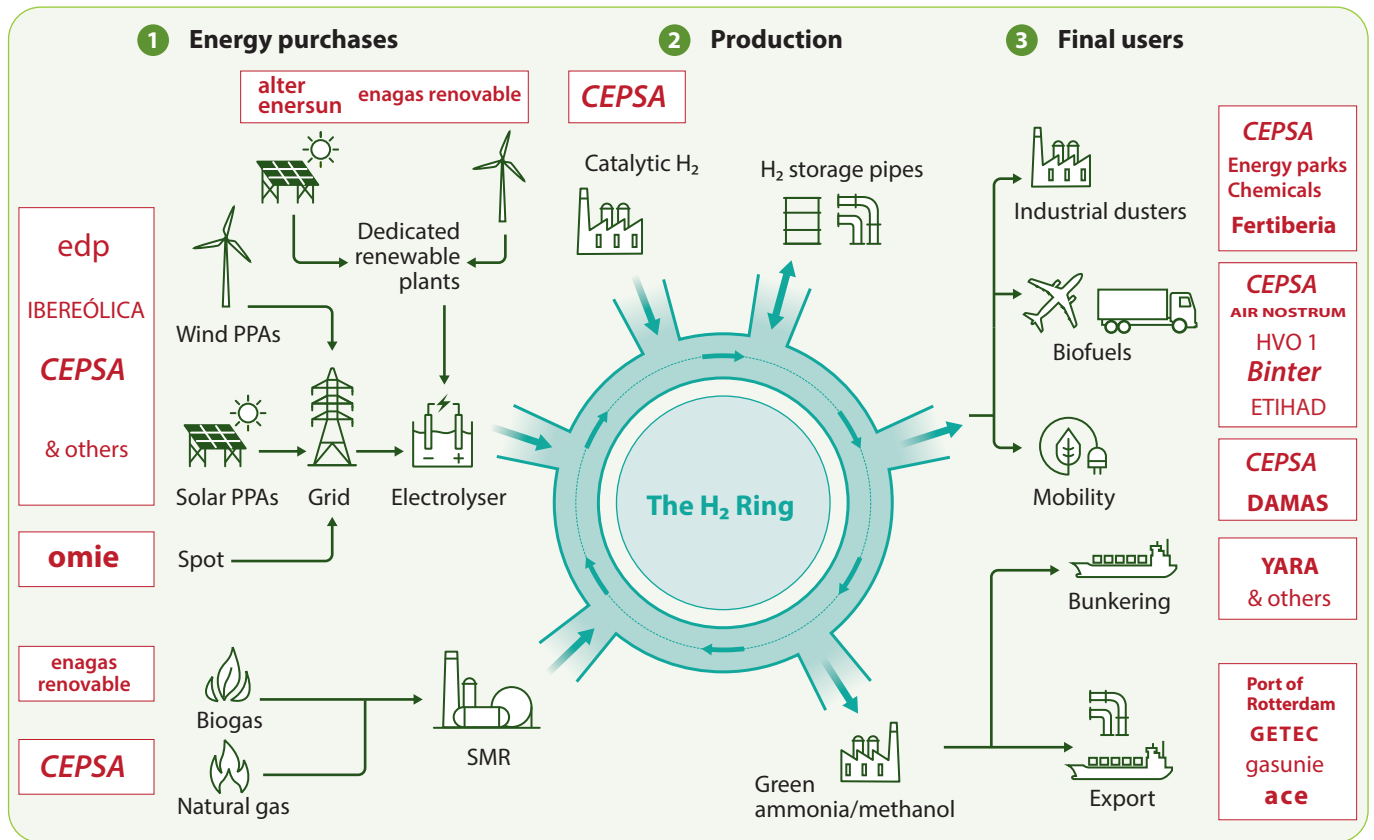 1 Energy purchases
2 Production
3 Final users
alter
enersun
enagas renovable
CEPSA
edp
IBEREÓLICA
CEPSA
& others
omie
enagas
renovable
CEPSA
Wind PPAs
Dedicated
renewable
plants
Solar PPAs
Grid
Electrolyser
Spot
Biogas
Natural gas
SMR
Catalytic H₂
H₂ storage pipes
The H₂ Ring
Green
ammonia/methanol
Industrial dusters
Biofuels
Mobility
Bunkering
Export
CEPSA
Energy parks
Chemicals
Fertiberia
CEPSA
AIR NOSTRUM
HVO 1
Binter
ETIHAD
CEPSA
DAMAS
YARA
& others
Port of
Rotterdam
GETEC
gasunie
ace